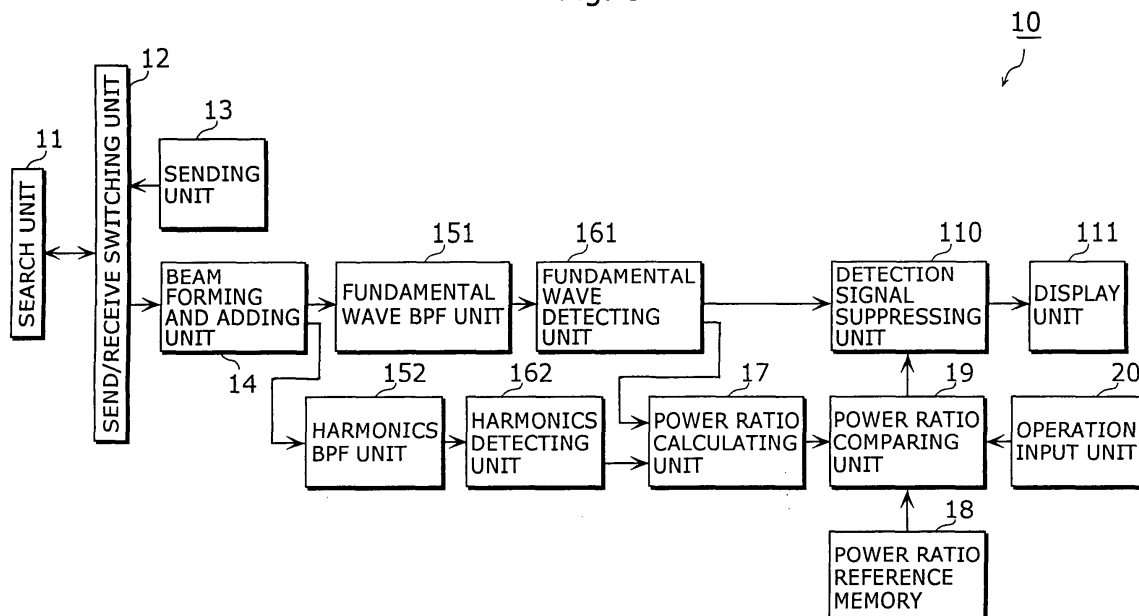 10
12
SEND/RECEIVE SWITCHING UNIT
11
SEARCH UNIT
13
SENDING
UNIT
BEAM
FORMING
AND ADDING
UNIT
14
151
FUNDAMENTAL
WAVE BPF UNIT
161
FUNDAMENTAL
WAVE
DETECTING
UNIT
110
DETECTION
SIGNAL
SUPPRESSING
UNIT
111
DISPLAY
UNIT
152
HARMONICS
BPF UNIT
162
HARMONICS
DETECTING
UNIT
17
POWER RATIO
CALCULATING
UNIT
19
POWER RATIO
COMPARING
UNIT
20
OPERATION
INPUT UNIT
18
POWER RATIO
REFERENCE
MEMORY